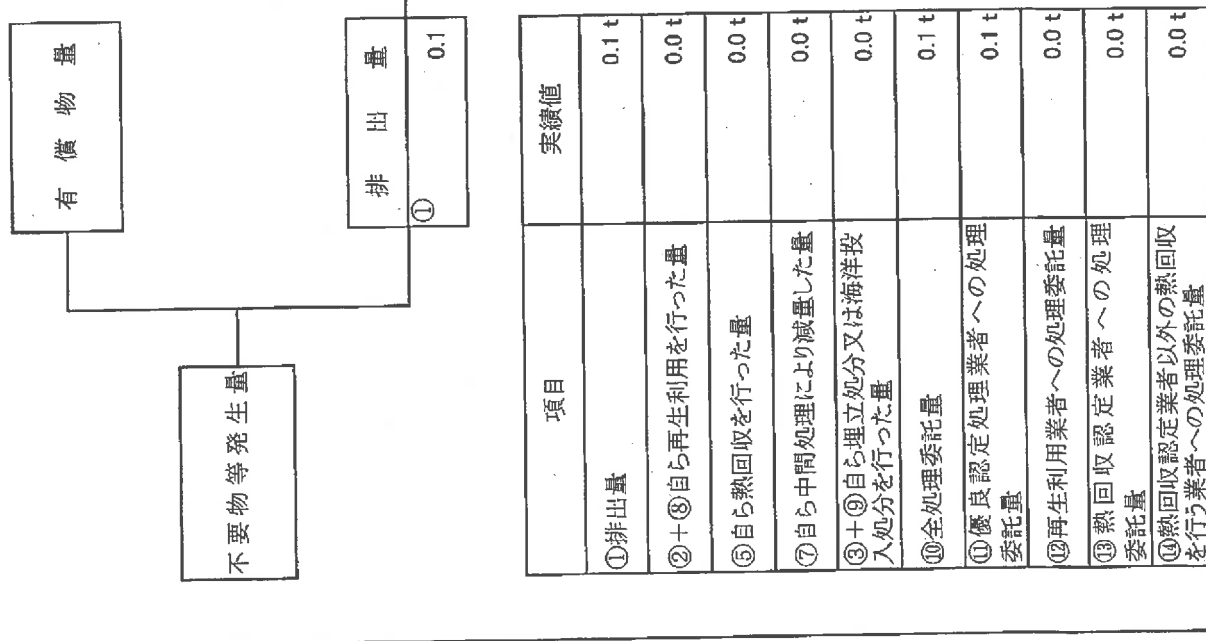 有償物量
不要物等発生量
排出量
① 0.1
項目 実績値
①排出量 0.1 t
②＋⑧自ら再生利用を行った量 0.0 t
⑤自ら熱回収を行った量 0.0 t
⑦自ら中間処理により減量した量 0.0 t
③＋⑨自ら埋立処分又は海洋投
入処分を行った量 0.0 t
⑩全処理委託量 0.1 t
⑪優良認定処理業者への処理
委託量 0.1 t
⑫再生利用業者への処理委託量 0.0 t
⑬熱回収認定業者への処理
委託量 0.0 t
⑭熱回収認定業者以外の熱回収
を行う業者への処理委託量 0.0 t